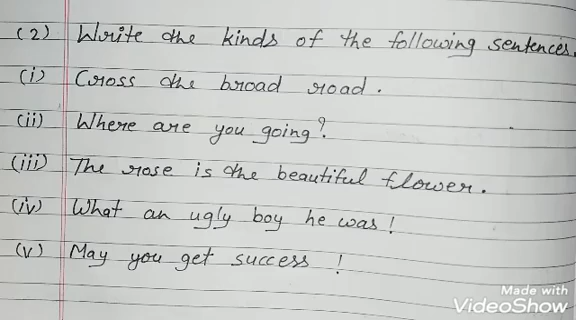 (2) Write the kinds of the following sentences.
(i) Cross the broad road.
(ii) Where are you going?
(iii) The rose is the beautiful flower.
(iv) What an ugly boy he was!
(v) May you get success !
Made with
VideoShow